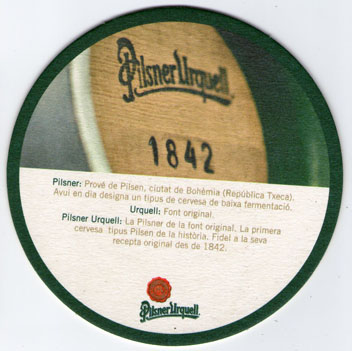 Pilsner Urquell
1842
Pilsner: Prové de Pilsen, ciutat de Bohèmia (República Txeca).
Avui en dia designa un tipus de cervesa de baixa fermentació.
Urquell: Font original.
Pilsner Urquell: La Pilsner de la font original. La primera
cervesa tipus Pilsen de la història. Fidel a la seva
recepta original des de 1842.
Pilsner Urquell